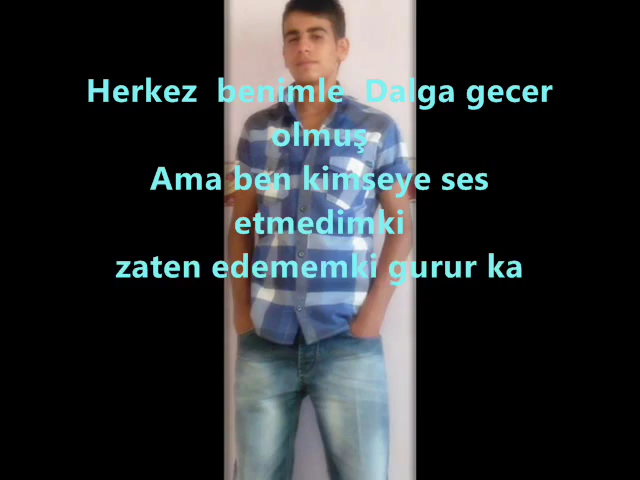 Herkez benimle Dalga gecer
olmuş
Ama ben kimseye ses
etmedimki
zaten edememki gurur ka